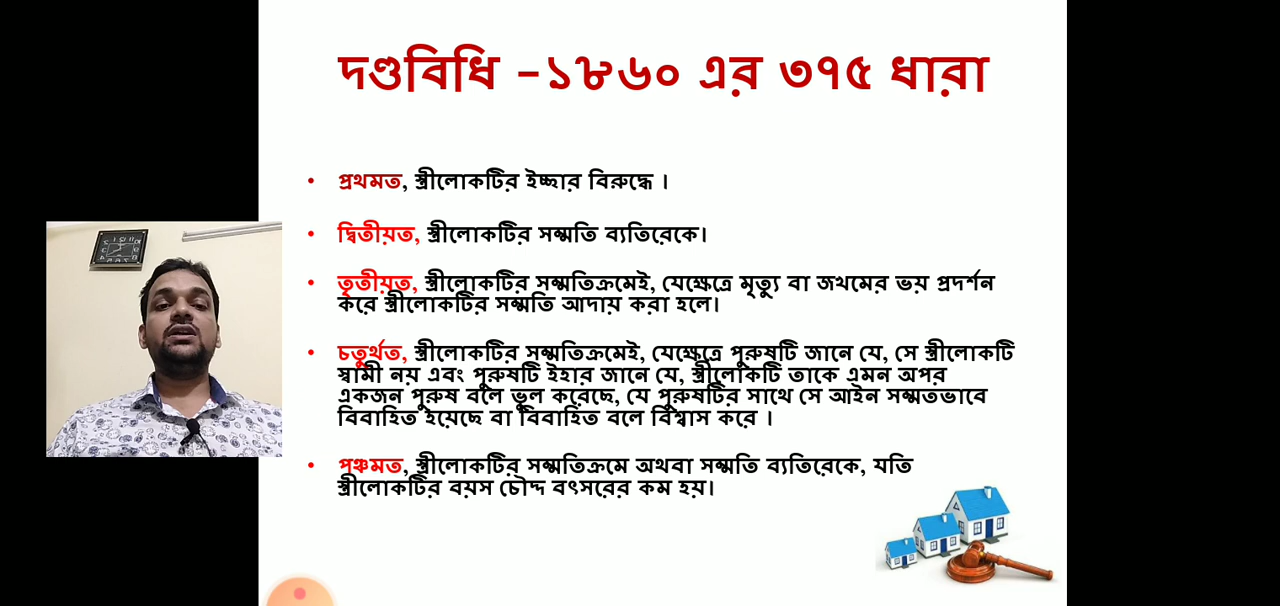 দণ্ডবিধি –১৮৬০ এর ৩৭৫ ধারা
• প্রথমত, স্ত্রীলোকটির ইচ্ছার বিরুদ্ধে ।
• দ্বিতীয়ত, স্ত্রীলোকটির সম্মতি ব্যতিরেকে।
• তৃতীয়ত, স্ত্রীলোকটির সম্মতিক্রমেই, যেক্ষেত্রে মৃত্যু বা জখমের ভয় প্রদর্শন
করে স্ত্রীলোকটির সম্মতি আদায় করা হলে।
• চতুর্থত, স্ত্রীলোকটির সম্মতিক্রমেই, যেক্ষেত্রে পুরুষটি জানে যে, সে স্ত্রীলোকটি
স্বামী নয় এবং পুরুষটি ইহার জানে যে, স্ত্রীলোকটি তাকে এমন অপর
একজন পুরুষ বলে ভুল করেছে, যে পুরুষটির সাথে সে আইন সম্মতভাবে
বিবাহিত হয়েছে বা বিবাহিত বলে বিশ্বাস করে ।
• পঞ্চমত, স্ত্রীলোকটির সম্মতিক্রমে অথবা সম্মতি ব্যতিরেকে, যতি
স্ত্রীলোকটির বয়স চৌদ্দ বৎসরের কম হয়।